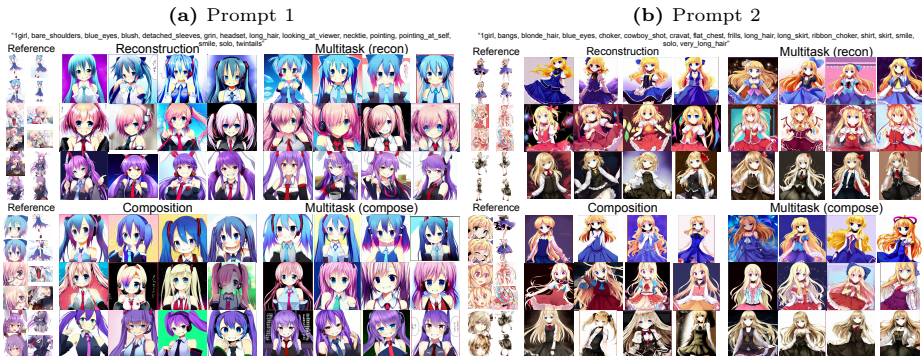 (a) Prompt 1
"1girl, bare_shoulders, blue_eyes, blush, detached_sleeves, grin, headset, long_hair, looking_at_viewer, necktie, pointing, pointing_at_self,
smile, solo, twintails"
Reference
Reconstruction
Multitask (recon)
Reference
Composition
Multitask (compose)
(b) Prompt 2
"1girl, bangs, blonde_hair, blue_eyes, choker, cowboy_shot, cravat, flat_chest, frills, long_hair, long_skirt, ribbon_choker, shirt, skirt, smile,
solo, very_long_hair"
Reference
Reconstruction
Multitask (recon)
Reference
Composition
Multitask (compose)